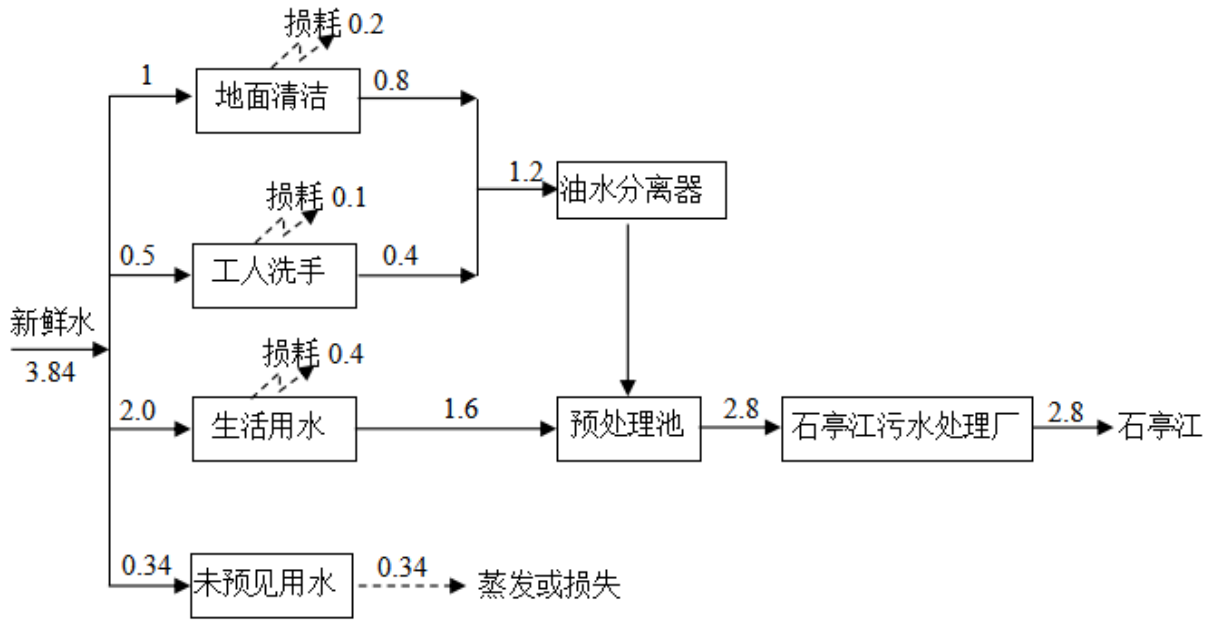 损耗 0.2
1
地面清洁
0.8
1.2
油水分离器
损耗 0.1
0.5
工人洗手
0.4
新鲜水
3.84
损耗 0.4
2.0
生活用水
1.6
预处理池
2.8
石亭江污水处理厂
2.8
石亭江
0.34
未预见用水
0.34
蒸发或损失